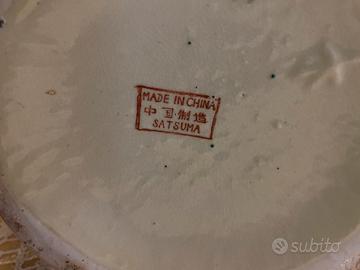 MADE IN CHINA
中国·制造
SATSUMA
subito